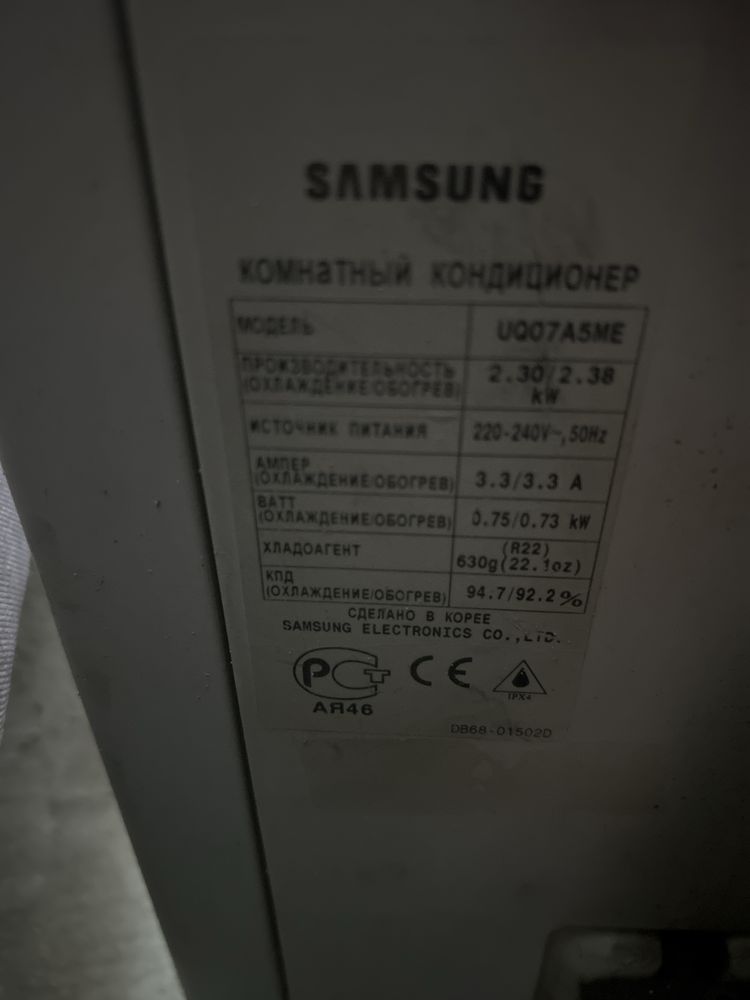 SAMSUNG
КОМНаТНЫЙ КОНДИЦИОНЕР
МОДЕЛЬ UQ07A5ME
ПРОИЗВОДИТЕЛЬНОСТЬ 2.30/2.38
(ОХЛАЖДЕНИЕ/ОБОГРЕВ) kW
ИСТОЧНИК ПИТАНИЯ 220-240V~,50Hz
АМПЕР
(ОХЛАЖДЕНИЕ/ОБОГРЕВ) 3.3/3.3 A
ВАТТ
(ОХЛАЖДЕНИЕ/ОБОГРЕВ) 0.75/0.73 kW
ХЛАДОАГЕНТ (R22)
630g(22.1oz)
КПД
(ОХЛАЖДЕНИЕ/ОБОГРЕВ) 94.7/92.2%
СДЕЛАНО В КОРЕЕ
SAMSUNG ELECTRONICS CO.,LTD.
РСТ CE IPX4
АЯ46
DB68-01502D